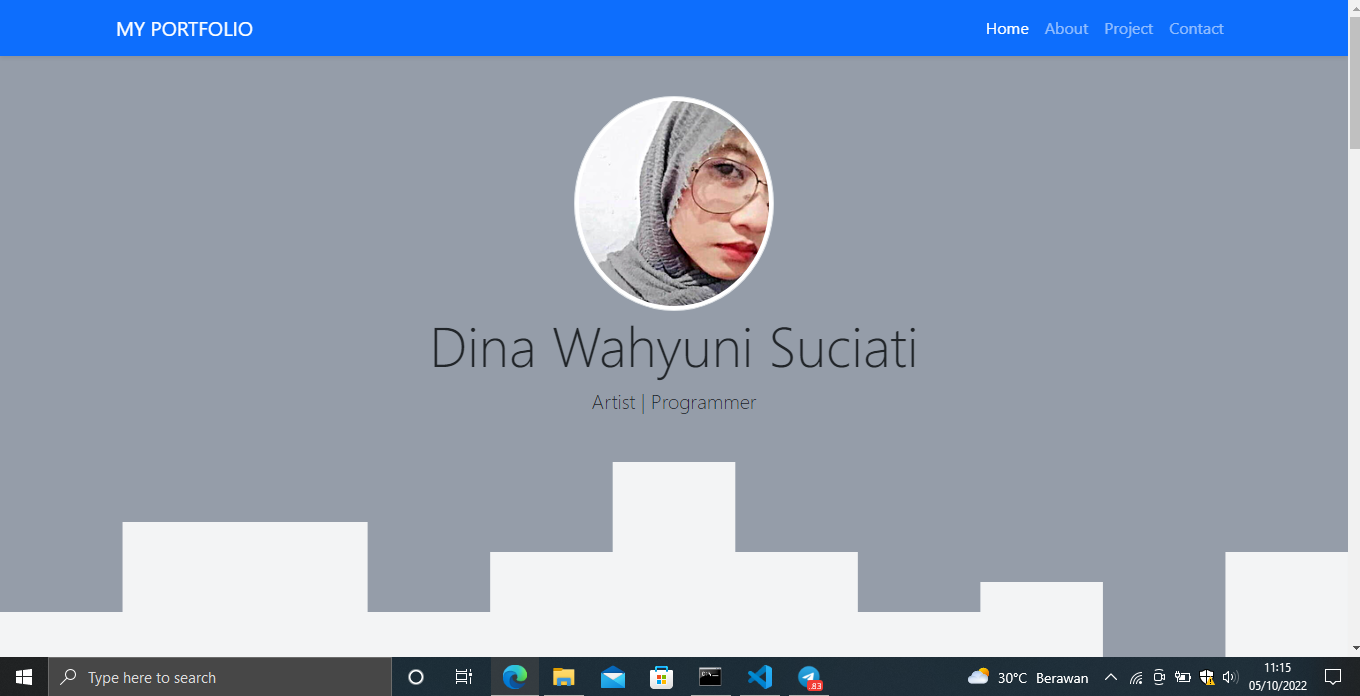 MY PORTFOLIO
Home About Project Contact
Dina Wahyuni Suciati
Artist | Programmer
Type here to search
83
30°C Berawan
11:15
05/10/2022